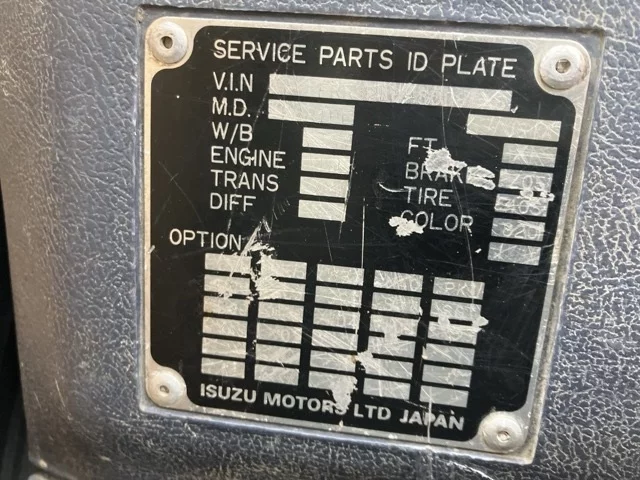 SERVICE PARTS ID PLATE
V.I.N
M.D.
W/B
ENGINE
TRANS
DIFF
FT
BRAK
TIRE
COLOR
OPTION
ISUZU MOTORS LTD JAPAN